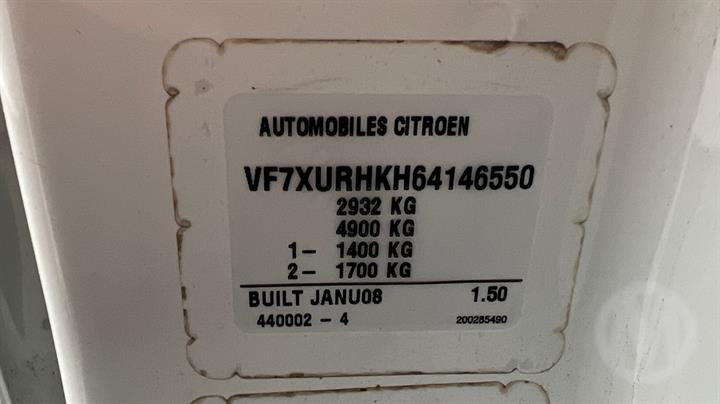 AUTOMOBILES CITROEN
VF7XURHKH64146550
2932 KG
4900 KG
1- 1400 KG
2- 1700 KG
BUILT JANU08 1.50
440002 - 4 200285490